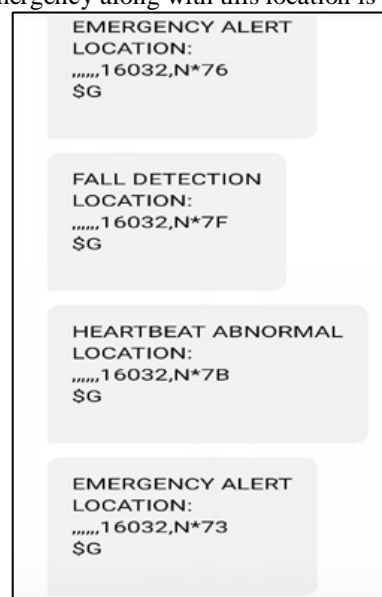 ergency along with this location is
EMERGENCY ALERT
LOCATION:
,,,,,,16032,N*76
$G
FALL DETECTION
LOCATION:
,,,,,,16032,N*7F
$G
HEARTBEAT ABNORMAL
LOCATION:
,,,,,,16032,N*7B
$G
EMERGENCY ALERT
LOCATION:
,,,,,,16032,N*73
$G